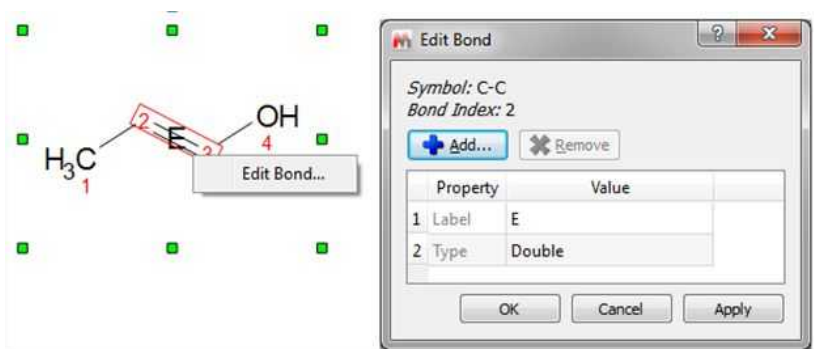 OH
4
2
E
3
H3C
1
Edit Bond...
Edit Bond
Symbol: C-C
Bond Index: 2
Add...
Remove
Property Value
1 Label E
2 Type Double
OK Cancel Apply